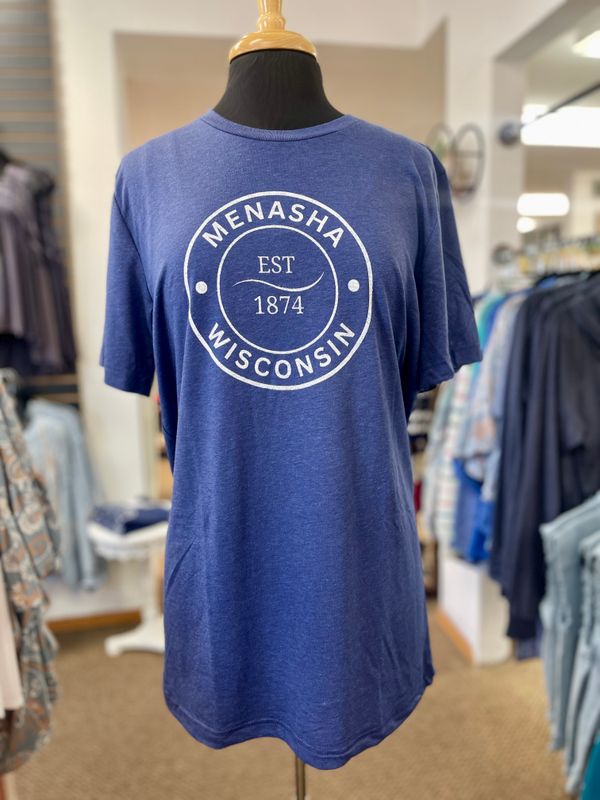 MENASHA
EST
1874
WISCONSIN